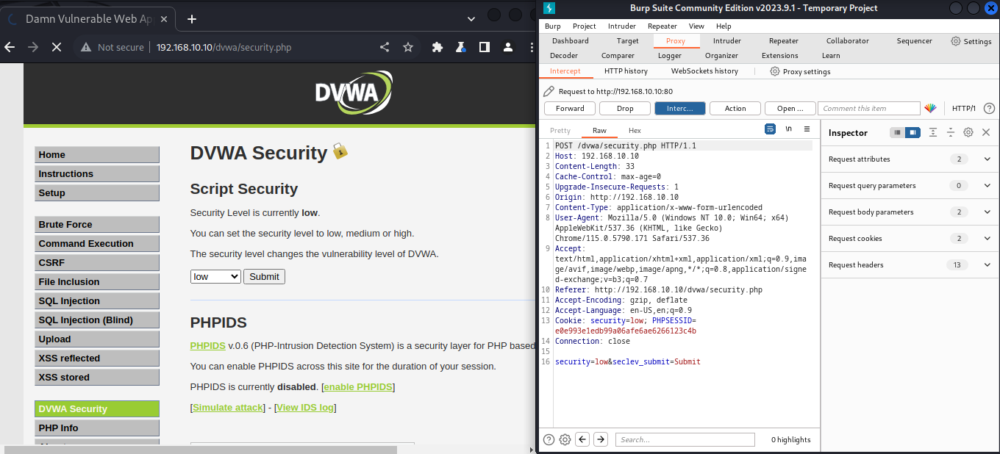 Damn Vulnerable Web Ap
Not secure
192.168.10.10/dvwa/security.php
DVWA
Home
Instructions
Setup
Brute Force
Command Execution
CSRF
File Inclusion
SQL Injection
SQL Injection (Blind)
Upload
XSS reflected
XSS stored
DVWA Security
PHP Info
DVWA Security
Script Security
Security Level is currently low.
You can set the security level to low, medium or high.
The security level changes the vulnerability level of DVWA.
low Submit
PHPIDS
PHPIDS v.0.6 (PHP-Intrusion Detection System) is a security layer for PHP based
You can enable PHPIDS across this site for the duration of your session.
PHPIDS is currently disabled. [enable PHPIDS]
[Simulate attack] - [View IDS log]
Burp Suite Community Edition v2023.9.1 - Temporary Project
Burp Project Intruder Repeater View Help
Dashboard Target Proxy Intruder Repeater Collaborator Sequencer Settings
Decoder Comparer Logger Organizer Extensions Learn
Intercept HTTP history WebSockets history Proxy settings
Request to http://192.168.10.10:80
Forward Drop Interc... Action Open ... Comment this item HTTP/1 ?
Pretty Raw Hex \n
1 POST /dvwa/security.php HTTP/1.1
2 Host: 192.168.10.10
3 Content-Length: 33
4 Cache-Control: max-age=0
5 Upgrade-Insecure-Requests: 1
6 Origin: http://192.168.10.10
7 Content-Type: application/x-www-form-urlencoded
8 User-Agent: Mozilla/5.0 (Windows NT 10.0; Win64; x64)
AppleWebKit/537.36 (KHTML, like Gecko)
Chrome/115.0.5790.171 Safari/537.36
9 Accept:
text/html,application/xhtml+xml,application/xml;q=0.9,ima
ge/avif,image/webp,image/apng,*/*;q=0.8,application/signe
d-exchange;v=b3;q=0.7
10 Referer: http://192.168.10.10/dvwa/security.php
11 Accept-Encoding: gzip, deflate
12 Accept-Language: en-US,en;q=0.9
13 Cookie: security=low; PHPSESSID=
e0e993e1edb99a06afe6ae6266123c4b
14 Connection: close
15
16 security=low&seclev_submit=Submit
? Search... 0 highlights
Inspector
Request attributes 2
Request query parameters 0
Request body parameters 2
Request cookies 2
Request headers 13